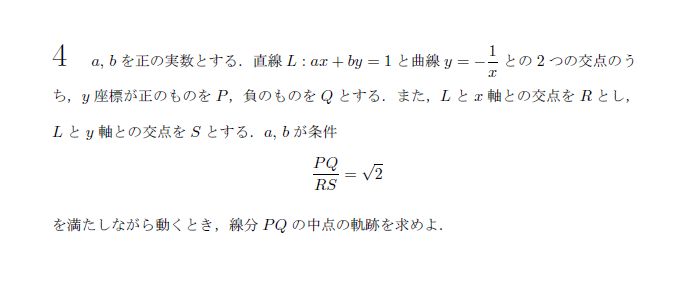 4 a, b を正の実数とする．直線 L : ax + by = 1 と曲線 y = −1/x との 2 つの交点のう
ち，y 座標が正のものを P，負のものを Q とする．また，L と x 軸との交点を R とし，
L と y 軸との交点を S とする．a, b が条件
PQ/RS = √2
を満たしながら動くとき，線分 PQ の中点の軌跡を求めよ．